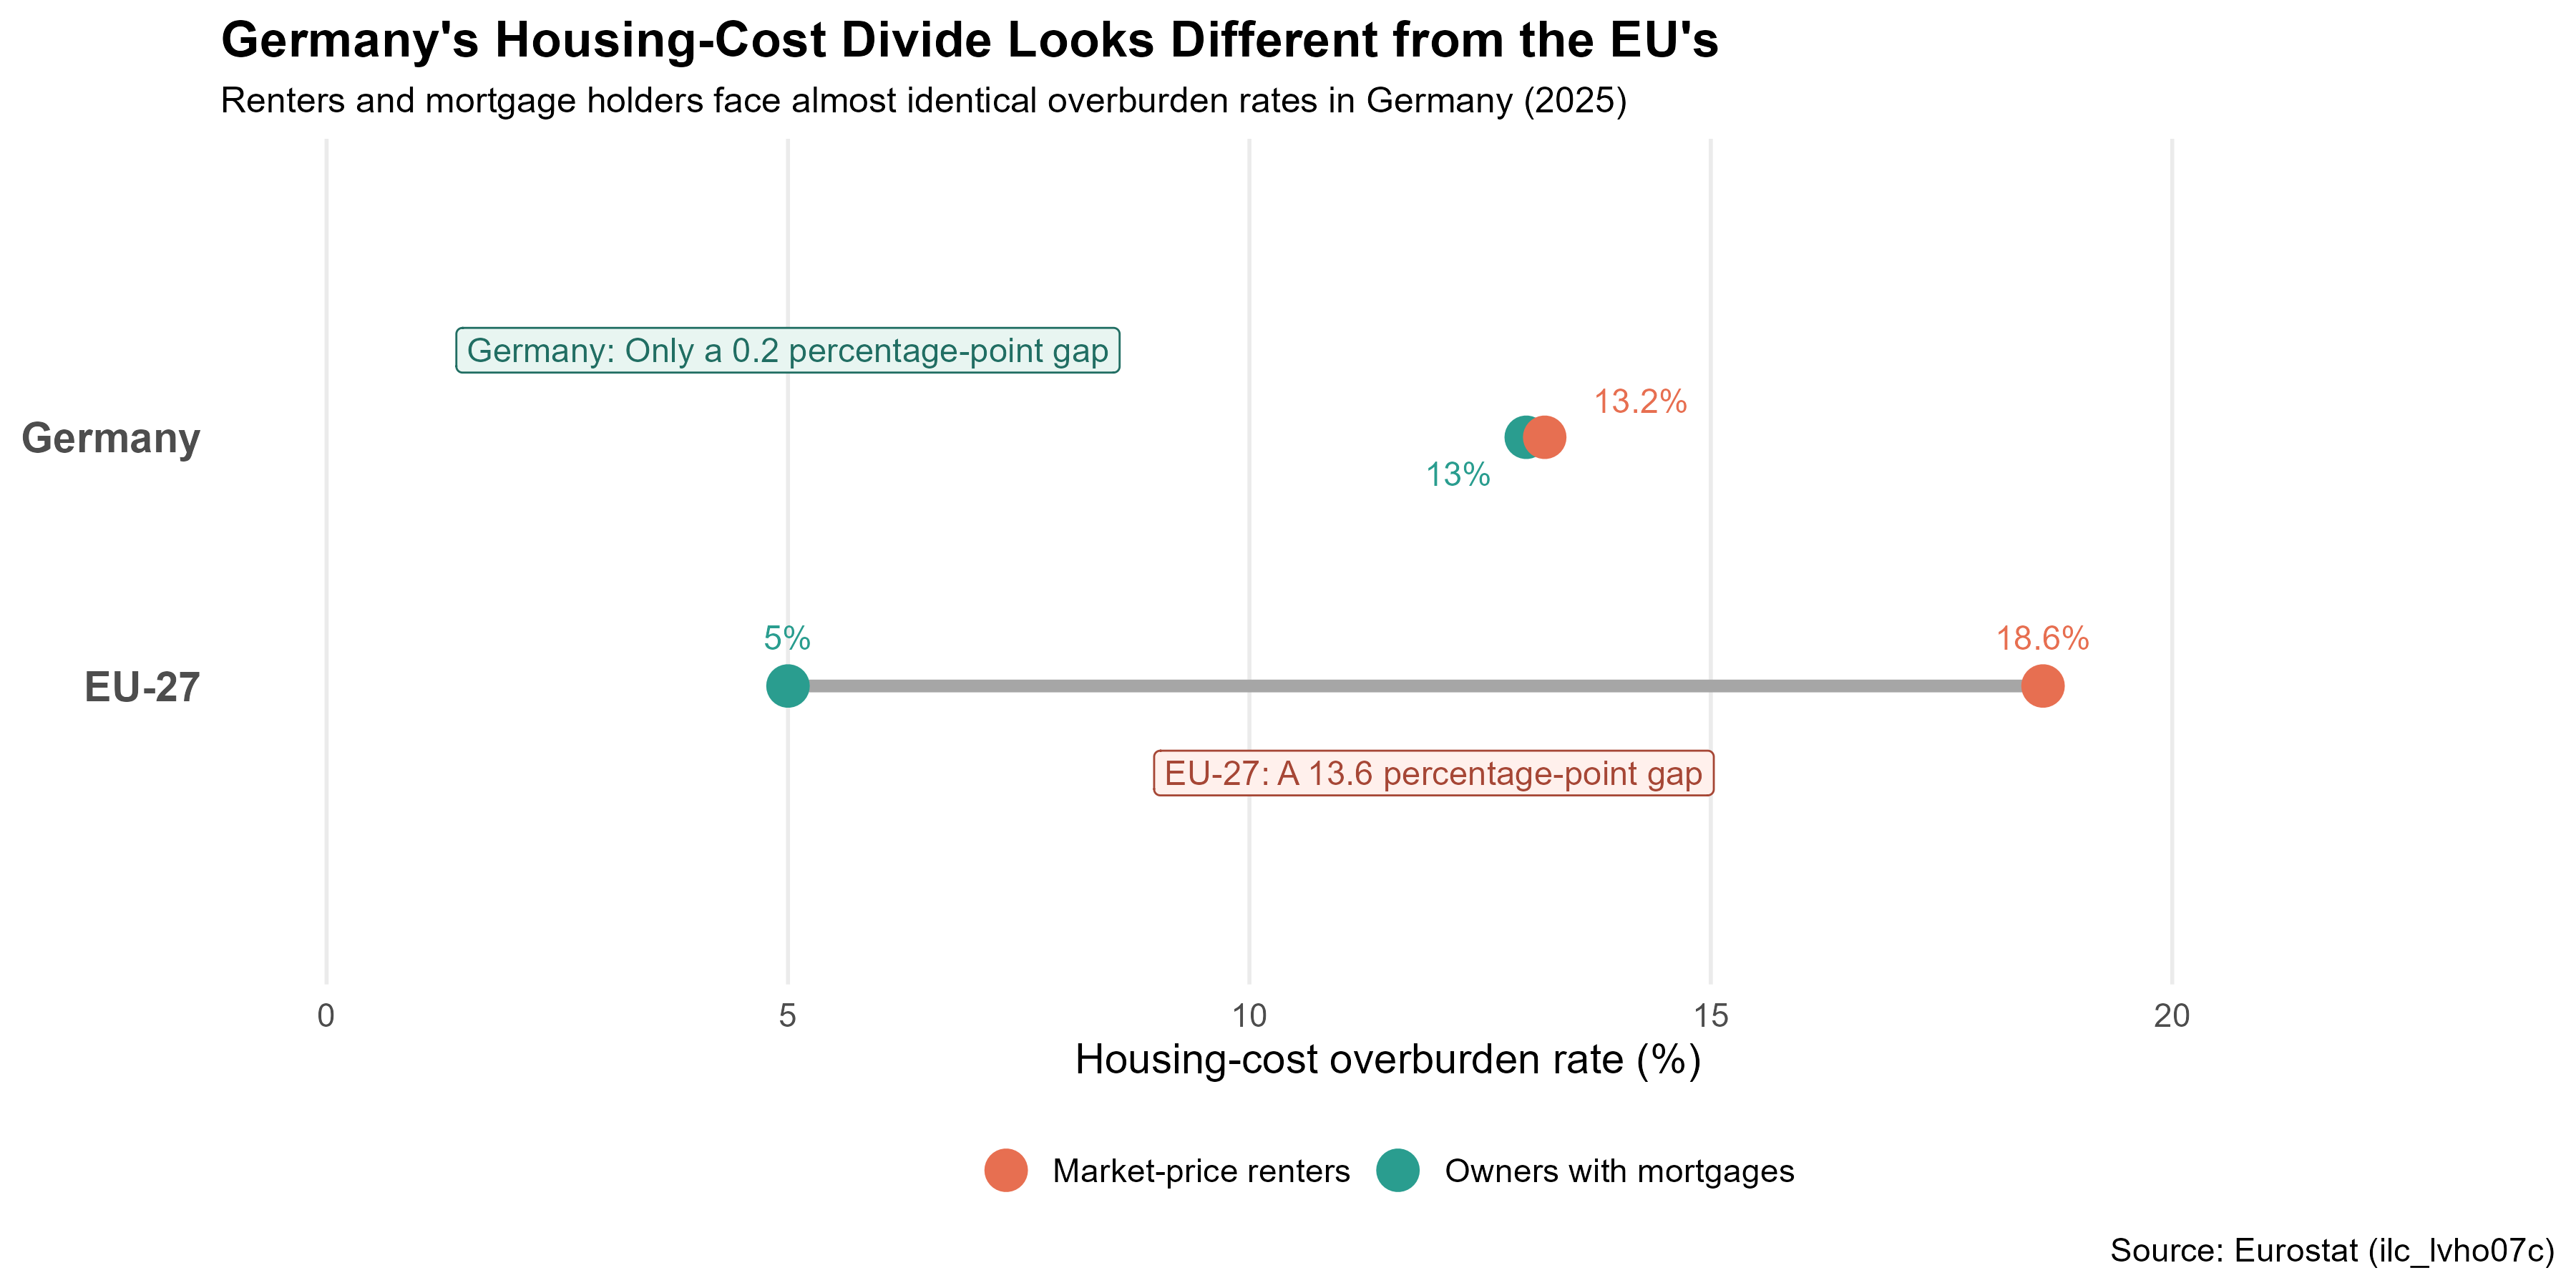 Germany's Housing-Cost Divide Looks Different from the EU's
Renters and mortgage holders face almost identical overburden rates in Germany (2025)
Germany: Only a 0.2 percentage-point gap
13.2%
Germany
13%
5%
18.6%
EU-27
EU-27: A 13.6 percentage-point gap
0 5 10 15 20
Housing-cost overburden rate (%)
Market-price renters Owners with mortgages
Source: Eurostat (ilc_lvho07c)